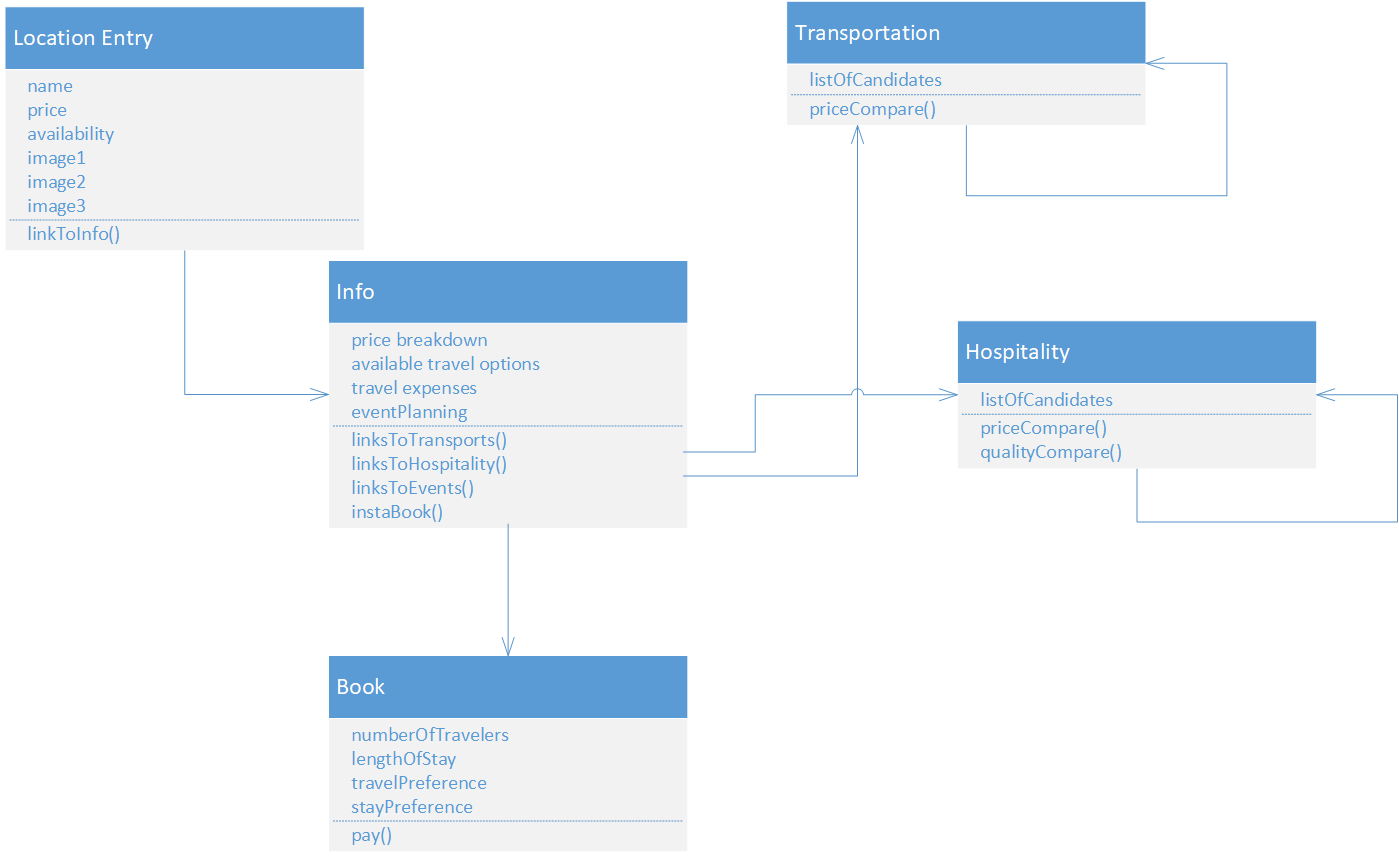 Location Entry
name
price
availability
image1
image2
image3
linkToInfo()
Transportation
listOfCandidates
priceCompare()
Info
price breakdown
available travel options
travel expenses
eventPlanning
linksToTransports()
linksToHospitality()
linksToEvents()
instaBook()
Hospitality
listOfCandidates
priceCompare()
qualityCompare()
Book
numberOfTravelers
lengthOfStay
travelPreference
stayPreference
pay()